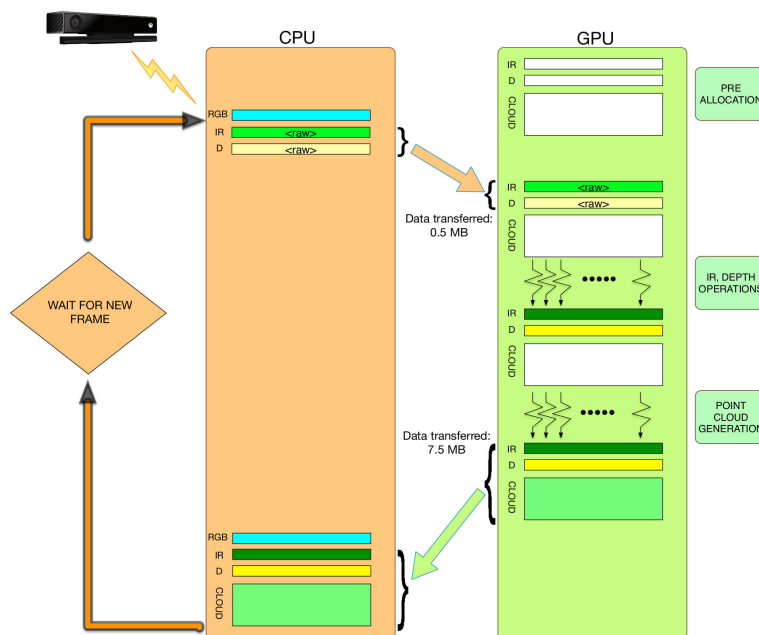 CPU
GPU
IR
D
CLOUD
PRE
ALLOCATION
RGB
IR
<raw>
D
<raw>
IR
<raw>
D
<raw>
CLOUD
Data transferred:
0.5 MB
IR, DEPTH
OPERATIONS
WAIT FOR NEW
FRAME
IR
D
CLOUD
POINT
CLOUD
GENERATION
Data transferred:
7.5 MB
IR
D
CLOUD
RGB
IR
D
CLOUD